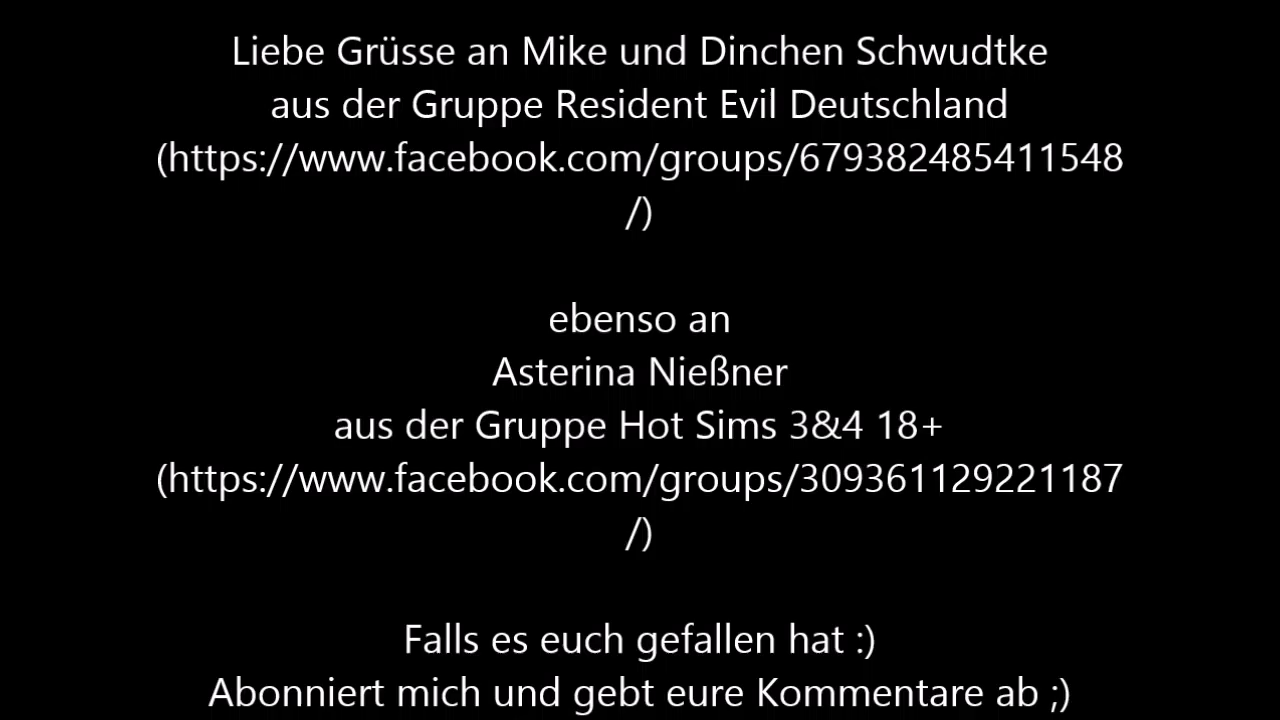 Liebe Grüsse an Mike und Dinchen Schwudtke
aus der Gruppe Resident Evil Deutschland
(https://www.facebook.com/groups/679382485411548
/)
ebenso an
Asterina Nießner
aus der Gruppe Hot Sims 3&4 18+
(https://www.facebook.com/groups/309361129221187
/)
Falls es euch gefallen hat :)
Abonniert mich und gebt eure Kommentare ab ;)